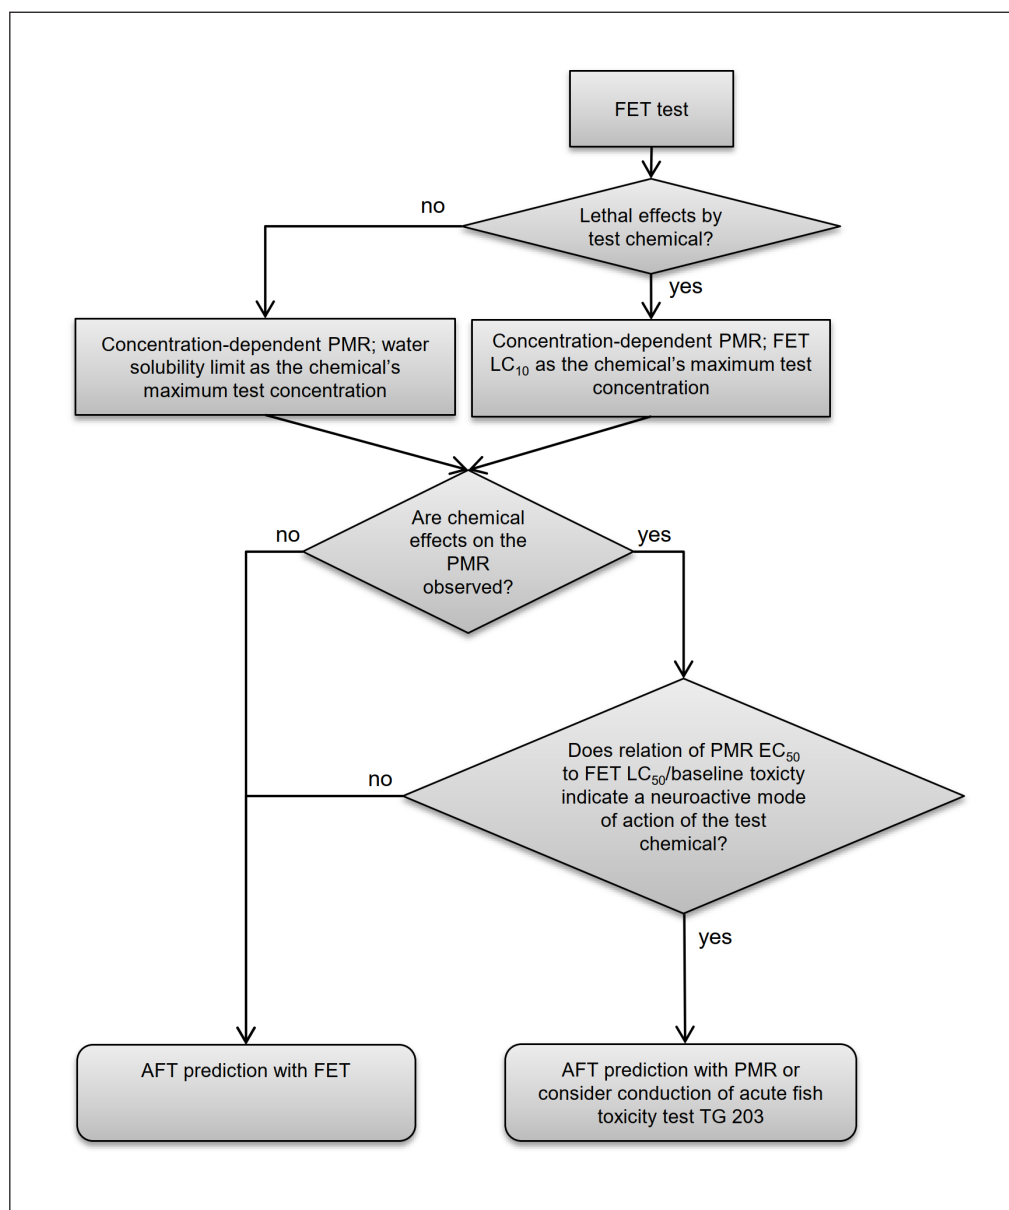 FET test
Lethal effects by
test chemical?
no
yes
Concentration-dependent PMR; water
solubility limit as the chemical’s
maximum test concentration
Concentration-dependent PMR; FET
LC10 as the chemical’s maximum test
concentration
Are chemical
effects on the
PMR
observed?
no
yes
Does relation of PMR EC50
to FET LC50/baseline toxicty
indicate a neuroactive mode
of action of the test
chemical?
no
yes
AFT prediction with FET
AFT prediction with PMR or
consider conduction of acute fish
toxicity test TG 203